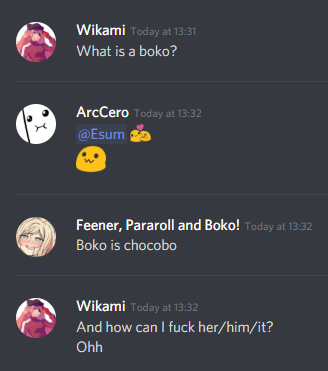 Wikami Today at 13:31
What is a boko?
ArcCero Today at 13:32
@Esum
Feener, Pararoll and Boko! Today at 13:32
Boko is chocobo
Wikami Today at 13:32
And how can I fuck her/him/it?
Ohh